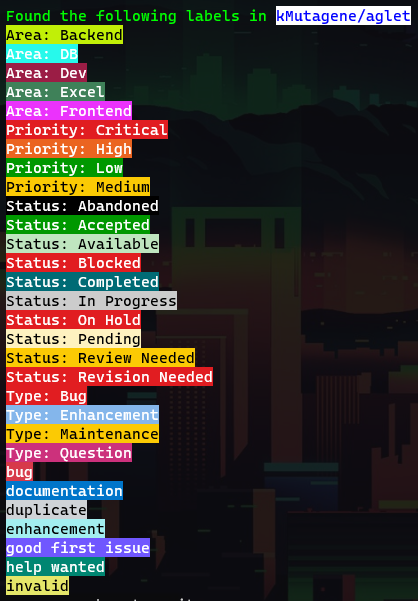 Found the following labels in kMutagene/aglet
Area: Backend
Area: DB
Area: Dev
Area: Excel
Area: Frontend
Priority: Critical
Priority: High
Priority: Low
Priority: Medium
Status: Abandoned
Status: Accepted
Status: Available
Status: Blocked
Status: Completed
Status: In Progress
Status: On Hold
Status: Pending
Status: Review Needed
Status: Revision Needed
Type: Bug
Type: Enhancement
Type: Maintenance
Type: Question
bug
documentation
duplicate
enhancement
good first issue
help wanted
invalid